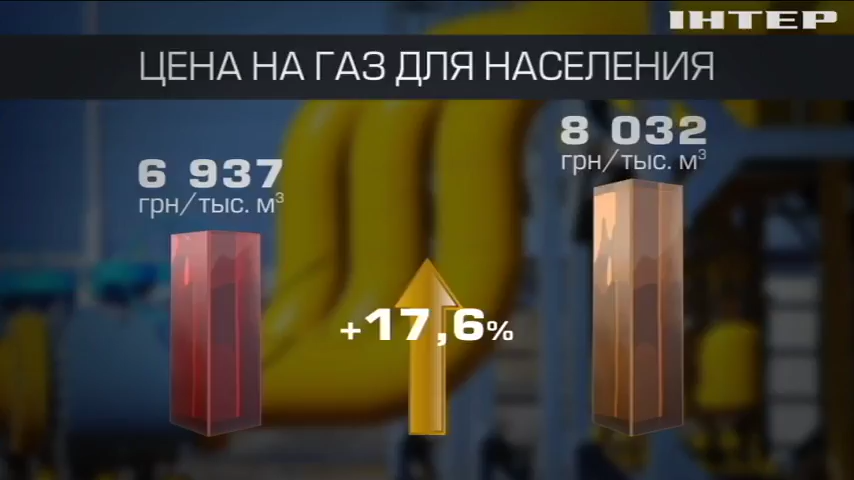 ІНТЕР
ЦЕНА НА ГАЗ ДЛЯ НАСЕЛЕНИЯ
8 032
грн/тыс. м³
6 937
грн/тыс. м³
+17,6%